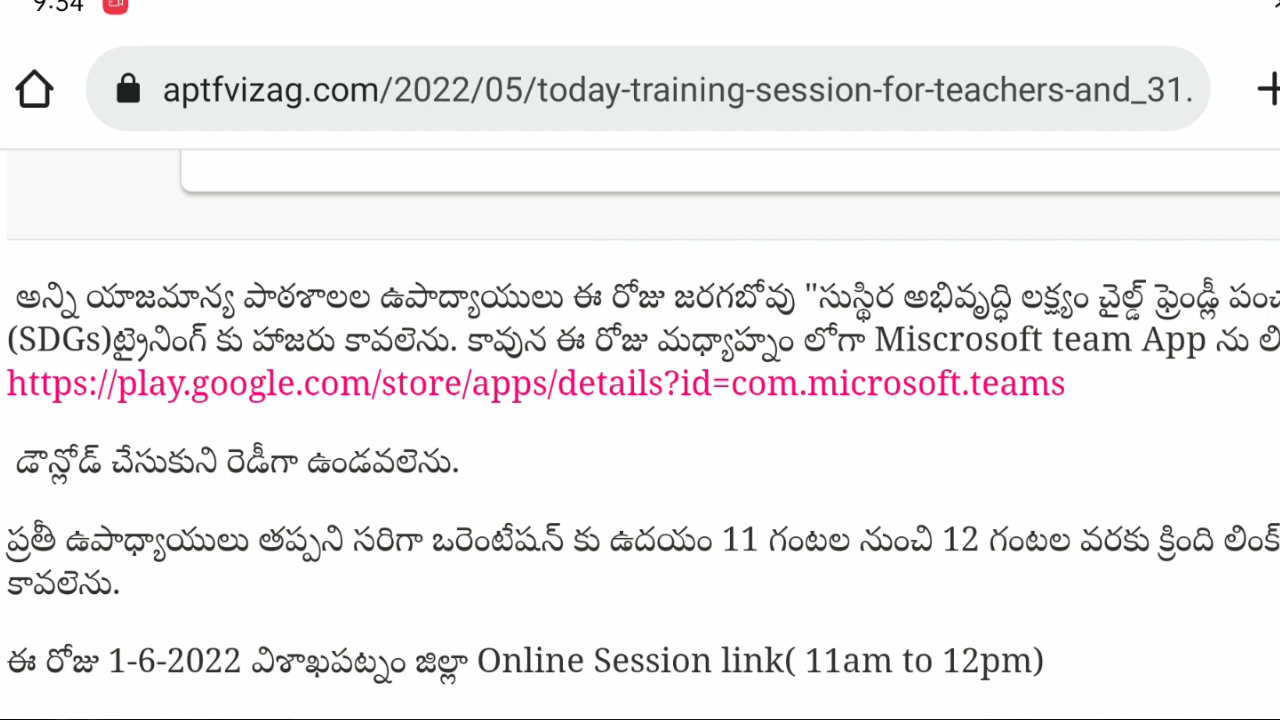 9:54
aptfvizag.com/2022/05/today-training-session-for-teachers-and_31.
అన్ని యాజమాన్య పాఠశాలల ఉపాద్యాయులు ఈ రోజు జరగబోవు "సుస్థిర అభివృద్ధి లక్ష్యం చైల్డ్ ఫ్రెండ్లీ
(SDGs)ట్రైనింగ్ కు హాజరు కావలెను. కావున ఈ రోజు మధ్యాహ్నం లోగా Miscrosoft team App ను
https://play.google.com/store/apps/details?id=com.microsoft.teams
డౌన్లోడ్ చేసుకుని రెడీగా ఉండవలెను.
ప్రతీ ఉపాధ్యాయులు తప్పని సరిగా ఒరెంటేషన్ కు ఉదయం 11 గంటల నుంచి 12 గంటల వరకు క్రింది లింక్
కావలెను.
ఈ రోజు 1-6-2022 విశాఖపట్నం జిల్లా Online Session link( 11am to 12pm)